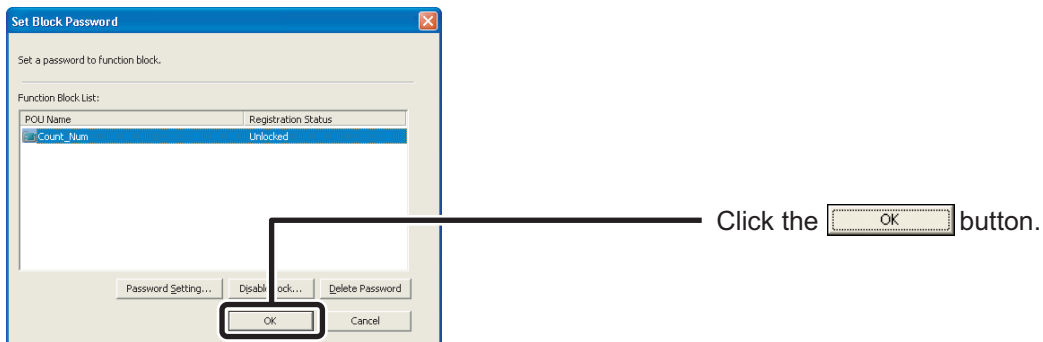 Set Block Password
Set a password to function block.
Function Block List:
POU Name Registration Status
Count_Num Unlocked
Click the OK button.
Password Setting... Disable ock... Delete Password
OK Cancel